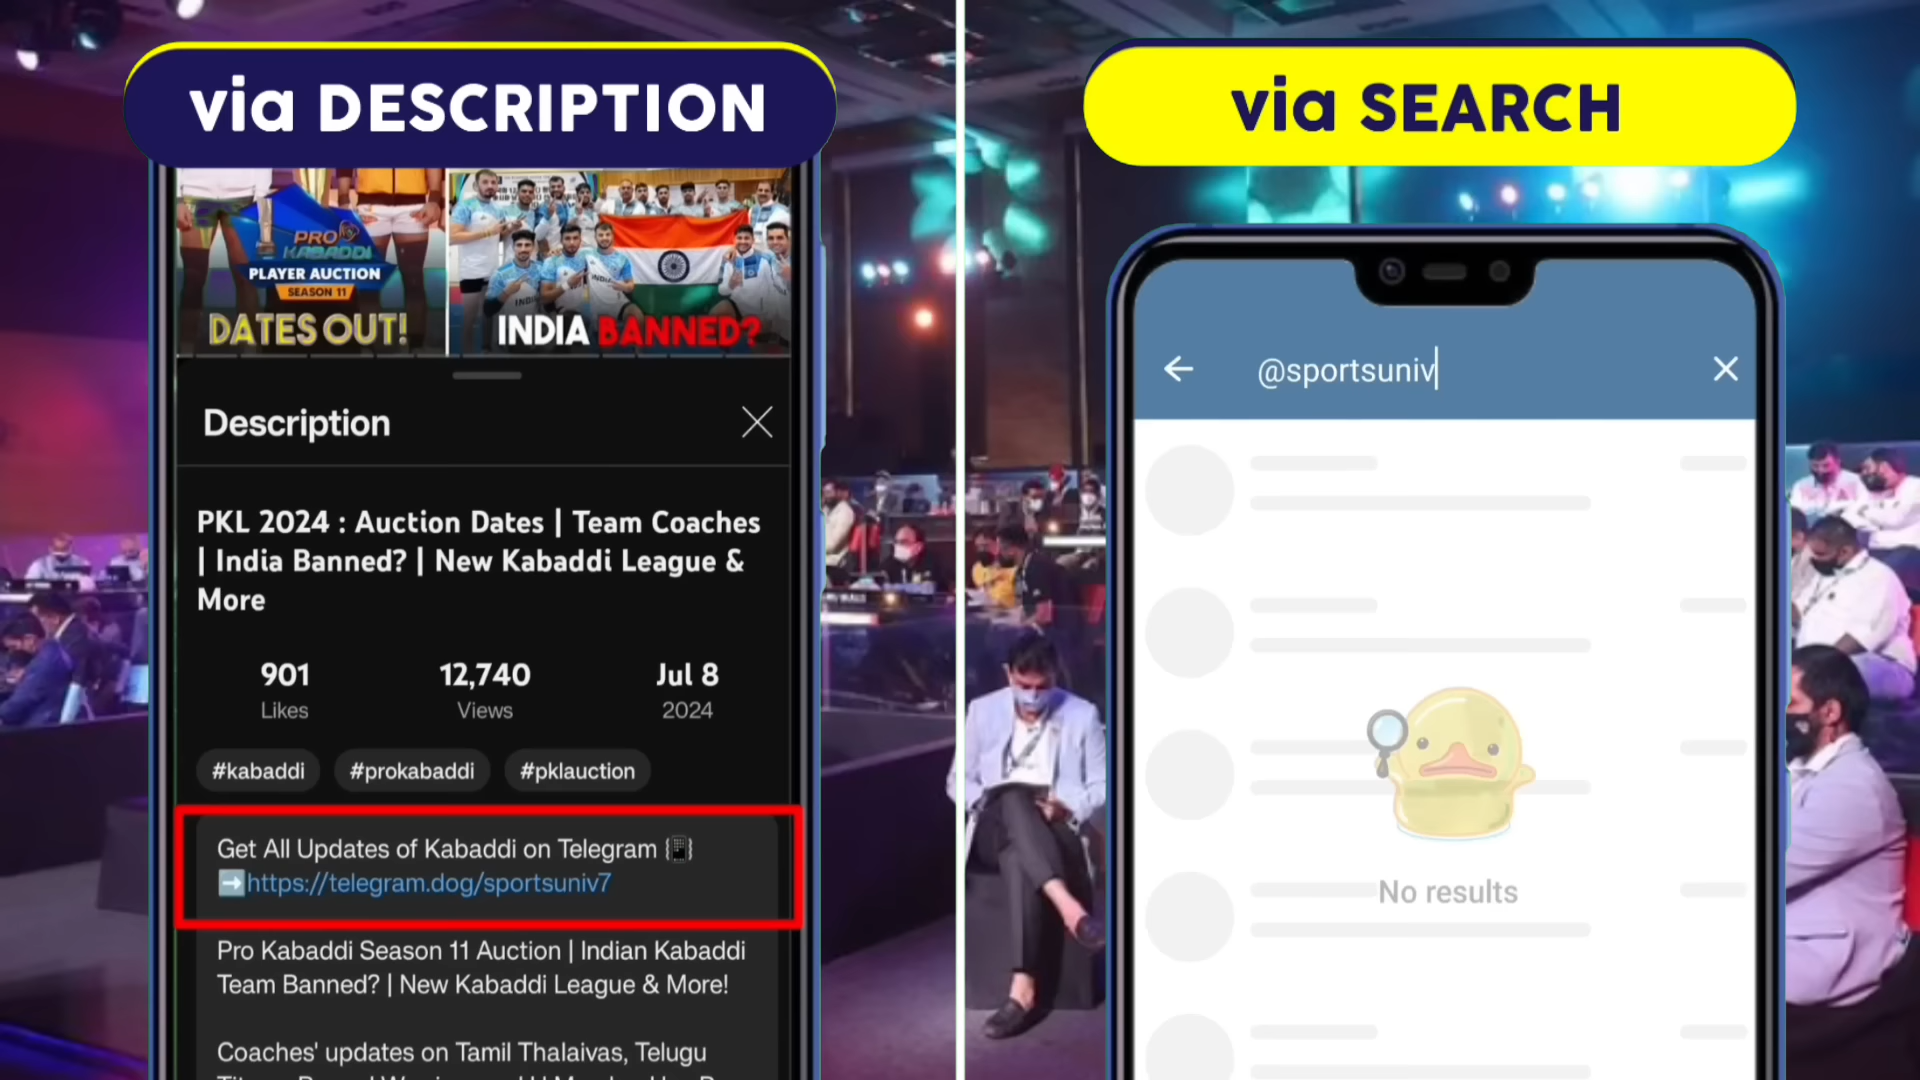 via DESCRIPTION
PRO
KABADDI
PLAYER AUCTION
SEASON 11
DATES OUT!
INDIA BANNED?
Description
PKL 2024 : Auction Dates | Team Coaches
| India Banned? | New Kabaddi League &
More
901
12,740
Jul 8
Likes
Views
2024
#kabaddi
#prokabaddi
#pklauction
Get All Updates of Kabaddi on Telegram 📳
➡️https://telegram.dog/sportsuniv7
Pro Kabaddi Season 11 Auction | Indian Kabaddi
Team Banned? | New Kabaddi League & More!
Coaches' updates on Tamil Thalaivas, Telugu
via SEARCH
@sportsuniv
No results